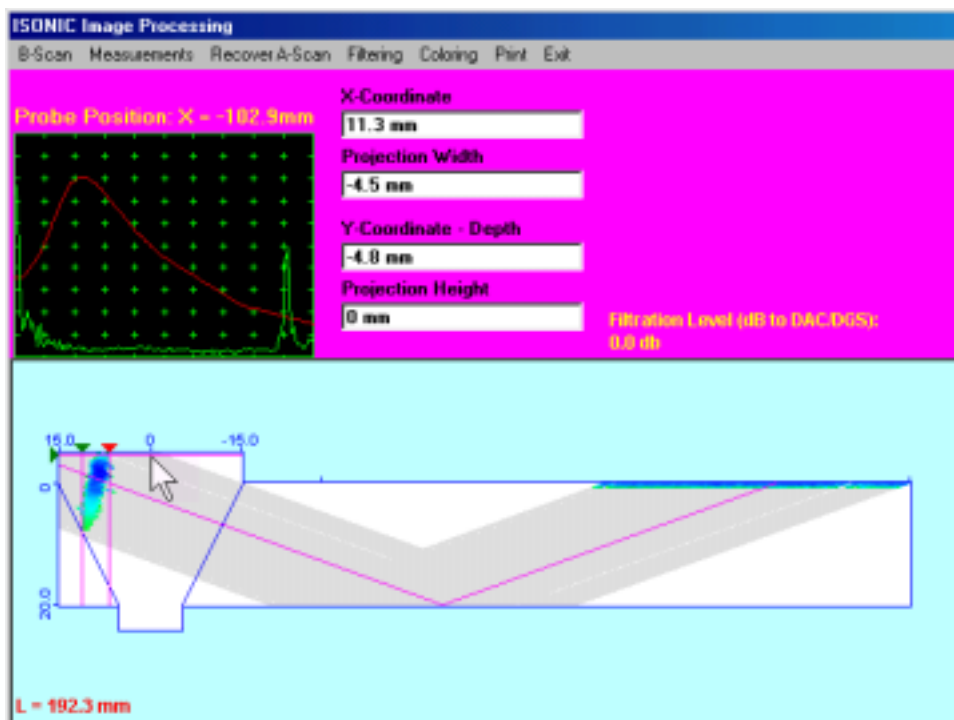 ISONIC Image Processing
B-Scan Measurements Recover A-Scan Filtering Coloring Print Exit
Probe Position: X = -102.9mm
X-Coordinate
11.3 mm
Projection Width
-4.5 mm
Y-Coordinate - Depth
-4.8 mm
Projection Height
0 mm
Filtration Level (dB to DAC/DGS):
0.0 db
15.0 0 -15.0
0
20.0
L = 192.3 mm